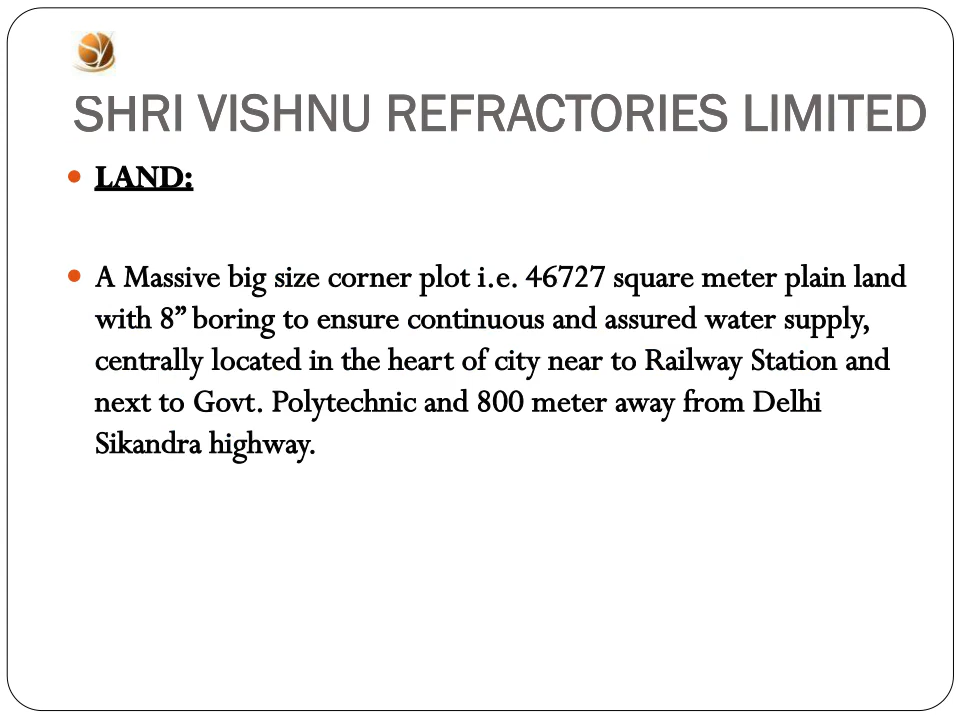 SHRI VISHNU REFRACTORIES LIMITED
LAND:
A Massive big size corner plot i.e. 46727 square meter plain land
with 8” boring to ensure continuous and assured water supply,
centrally located in the heart of city near to Railway Station and
next to Govt. Polytechnic and 800 meter away from Delhi
Sikandra highway.